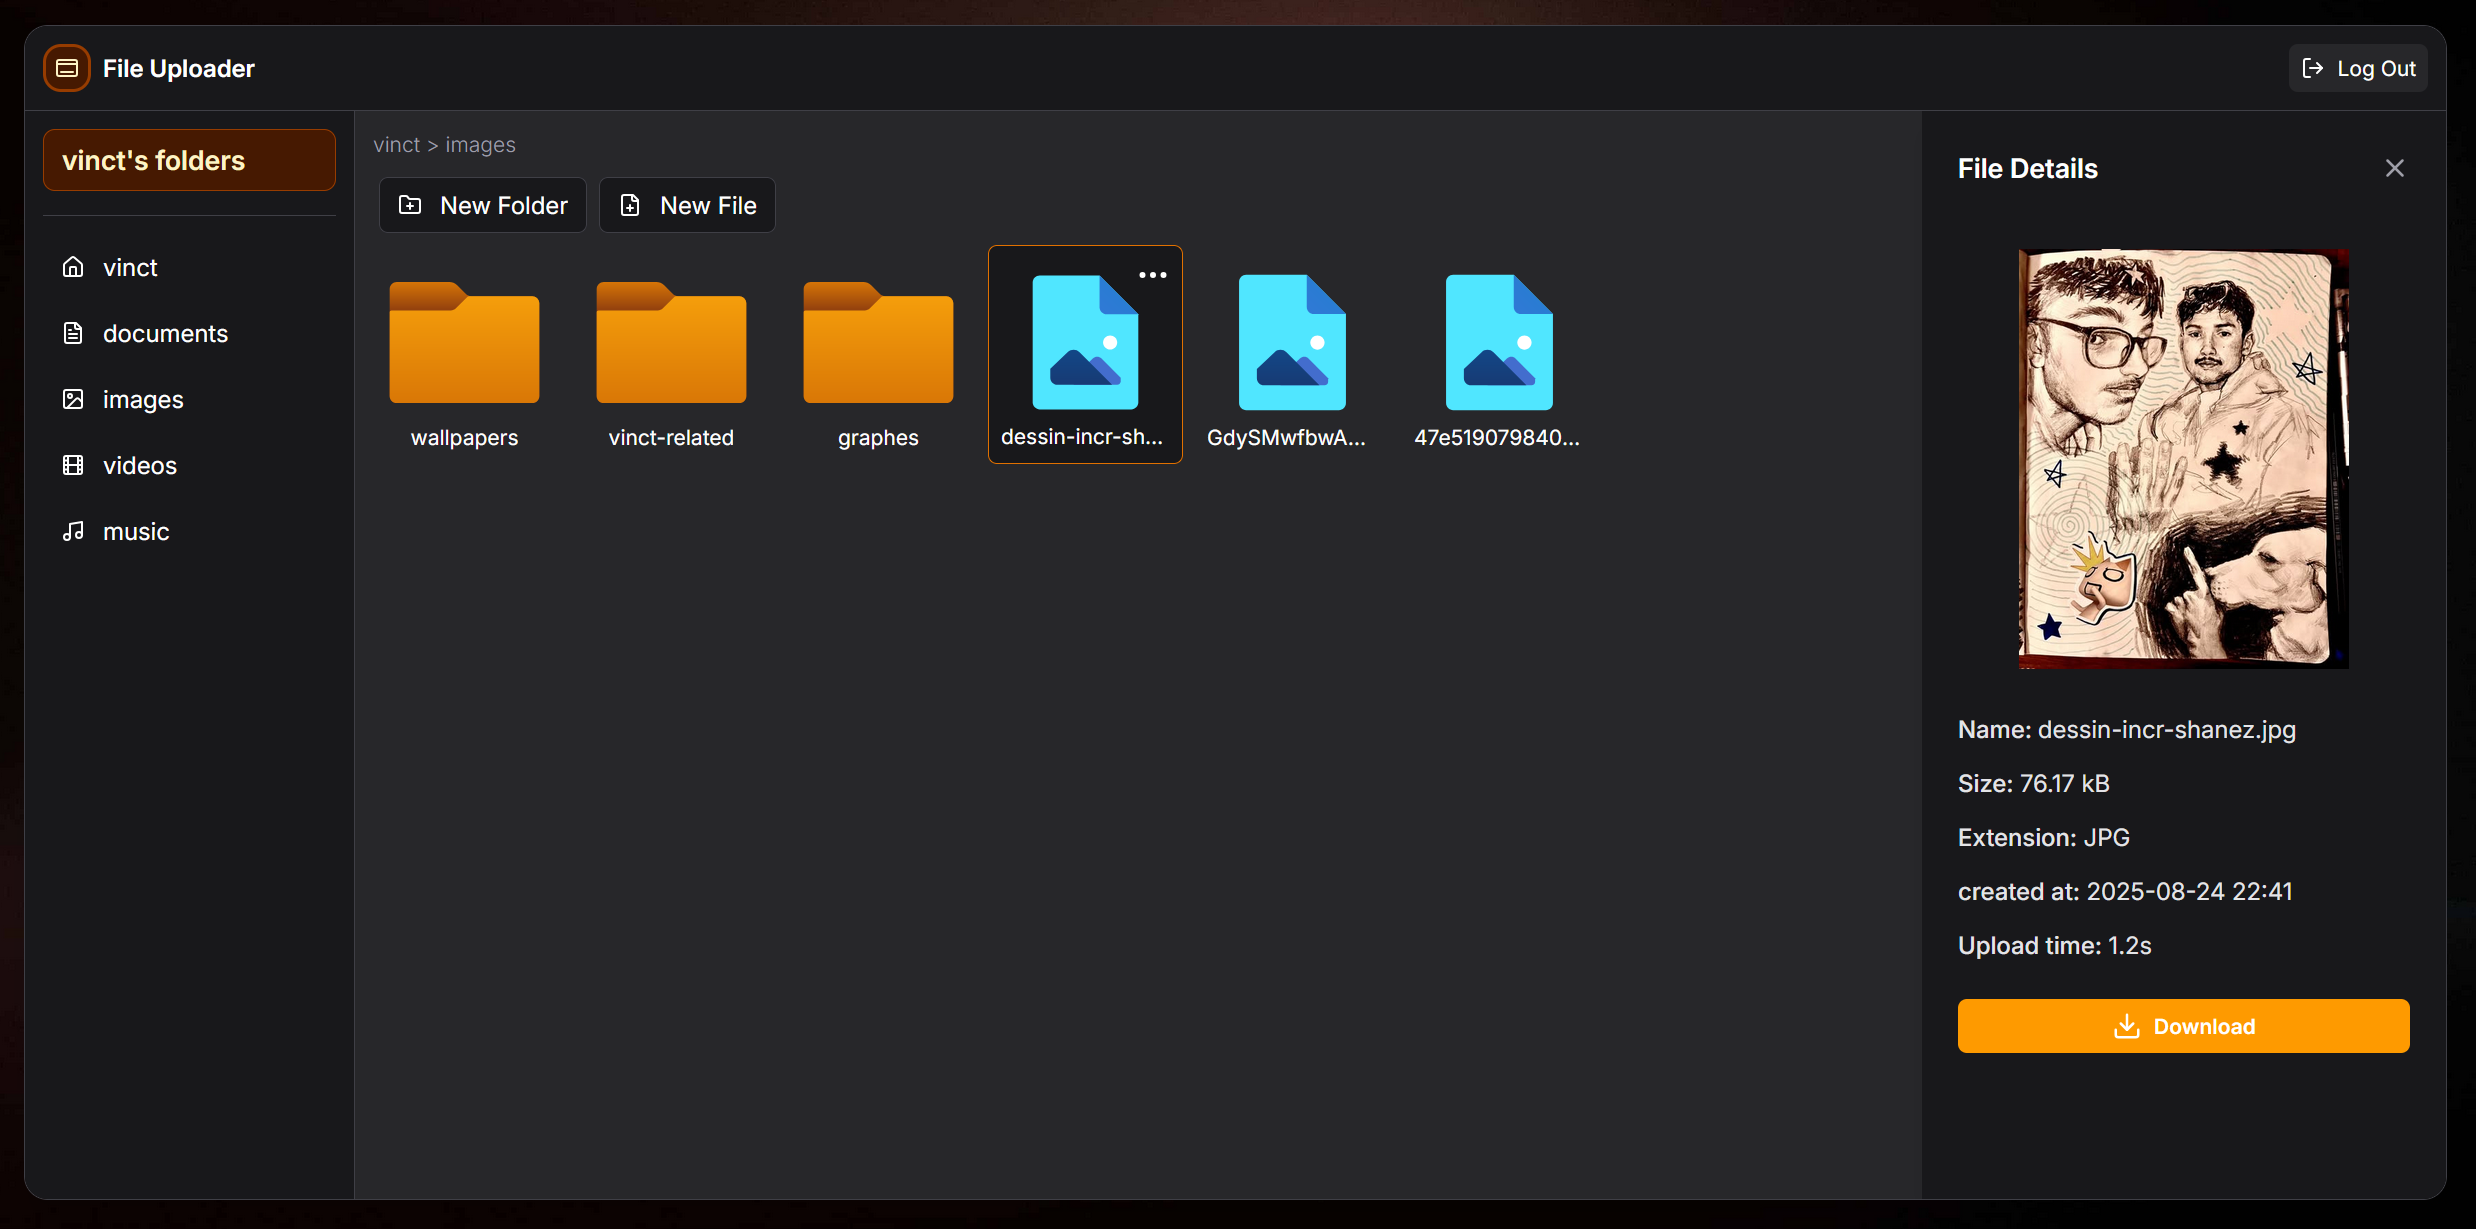 File Uploader
Log Out
vinct's folders
vinct
documents
images
videos
music
vinct > images
New Folder
New File
wallpapers
vinct-related
graphes
dessin-incr-sh...
GdySMwfbwA...
47e519079840...
File Details
Name: dessin-incr-shanez.jpg
Size: 76.17 kB
Extension: JPG
created at: 2025-08-24 22:41
Upload time: 1.2s
Download